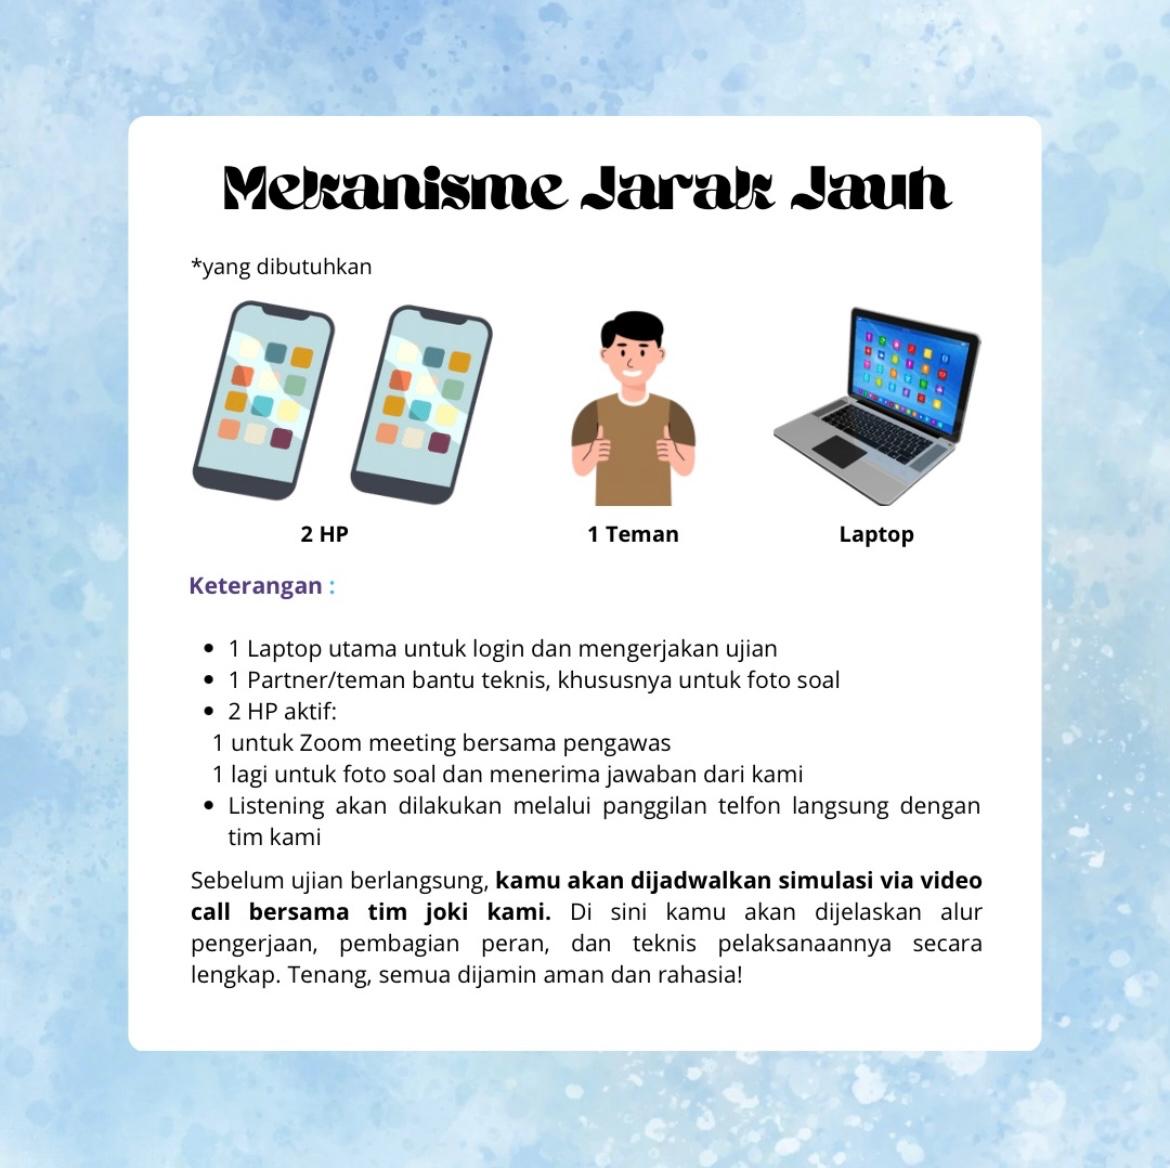 Mekanisme Jarak Jauh
*yang dibutuhkan
2 HP
1 Teman
Laptop
Keterangan :
• 1 Laptop utama untuk login dan mengerjakan ujian
• 1 Partner/teman bantu teknis, khususnya untuk foto soal
• 2 HP aktif:
1 untuk Zoom meeting bersama pengawas
1 lagi untuk foto soal dan menerima jawaban dari kami
• Listening akan dilakukan melalui panggilan telfon langsung dengan
tim kami
Sebelum ujian berlangsung, kamu akan dijadwalkan simulasi via video
call bersama tim joki kami. Di sini kamu akan dijelaskan alur
pengerjaan, pembagian peran, dan teknis pelaksanaannya secara
lengkap. Tenang, semua dijamin aman dan rahasia!